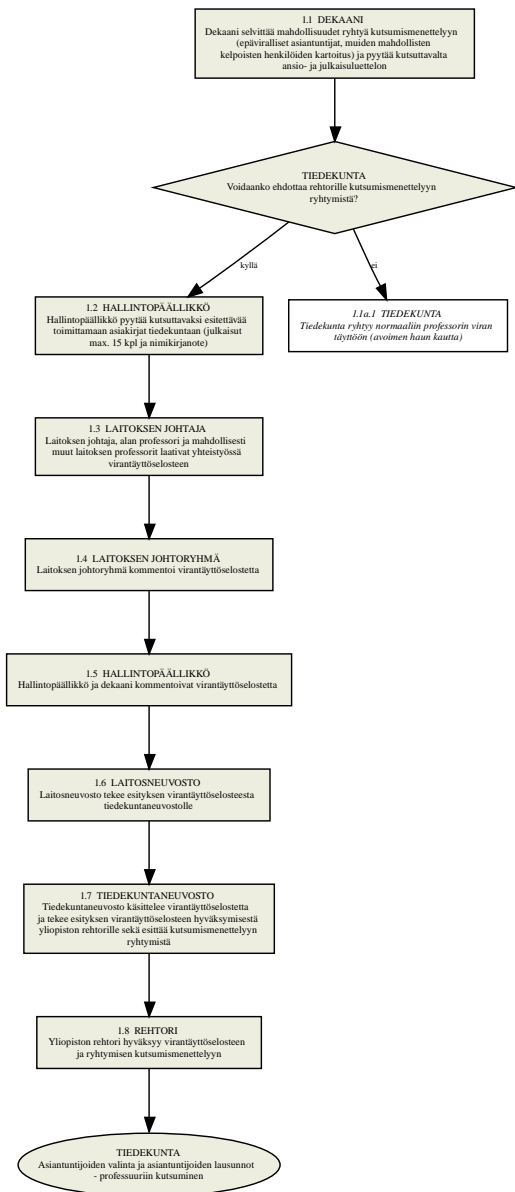 1.1 DEKAANI
Dekaani selvittää mahdollisuudet ryhtyä kutsumismenettelyyn
(epäviralliset asiantuntijat, muiden mahdollisten
kelpoisten henkilöiden kartoitus) ja pyytää kutsuttavalta
ansio- ja julkaisuluettelon
TIEDEKUNTA
Voidaanko ehdottaa rehtorille kutsumismenettelyyn
ryhtymistä?
kyllä
ei
1.2 HALLINTOPÄÄLLIKKÖ
Hallintopäällikkö pyytää kutsuttavaksi esitettävää
toimittamaan asiakirjat tiedekuntaan (julkaisut
max. 15 kpl ja nimikirjanote)
1.1a.1 TIEDEKUNTA
Tiedekunta ryhtyy normaaliin professorin viran
täyttöön (avoimen haun kautta)
1.3 LAITOKSEN JOHTAJA
Laitoksen johtaja, alan professori ja mahdollisesti
muut laitoksen professorit laativat yhteistyössä
virantäyttöselosteen
1.4 LAITOKSEN JOHTORYHMÄ
Laitoksen johtoryhmä kommentoi virantäyttöselostetta
1.5 HALLINTOPÄÄLLIKKÖ
Hallintopäällikkö ja dekaani kommentoivat virantäyttöselostetta
1.6 LAITOSNEUVOSTO
Laitosneuvosto tekee esityksen virantäyttöselosteesta
tiedekuntaneuvostolle
1.7 TIEDEKUNTANEUVOSTO
Tiedekuntaneuvosto käsittelee virantäyttöselostetta
ja tekee esityksen virantäyttöselosteen hyväksymisestä
yliopiston rehtorille sekä esittää kutsumismenettelyyn
ryhtymistä
1.8 REHTORI
Yliopiston rehtori hyväksyy virantäyttöselosteen
ja ryhtymisen kutsumismenettelyyn
TIEDEKUNTA
Asiantuntijoiden valinta ja asiantuntijoiden lausunnot
- professuuriin kutsuminen